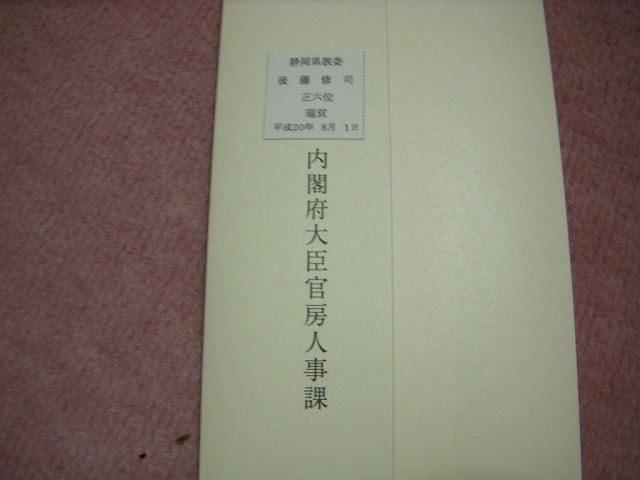 静岡県教委
後藤修司
正六位
瑞双
平成20年 8月 1日
内閣府大臣官房人事課